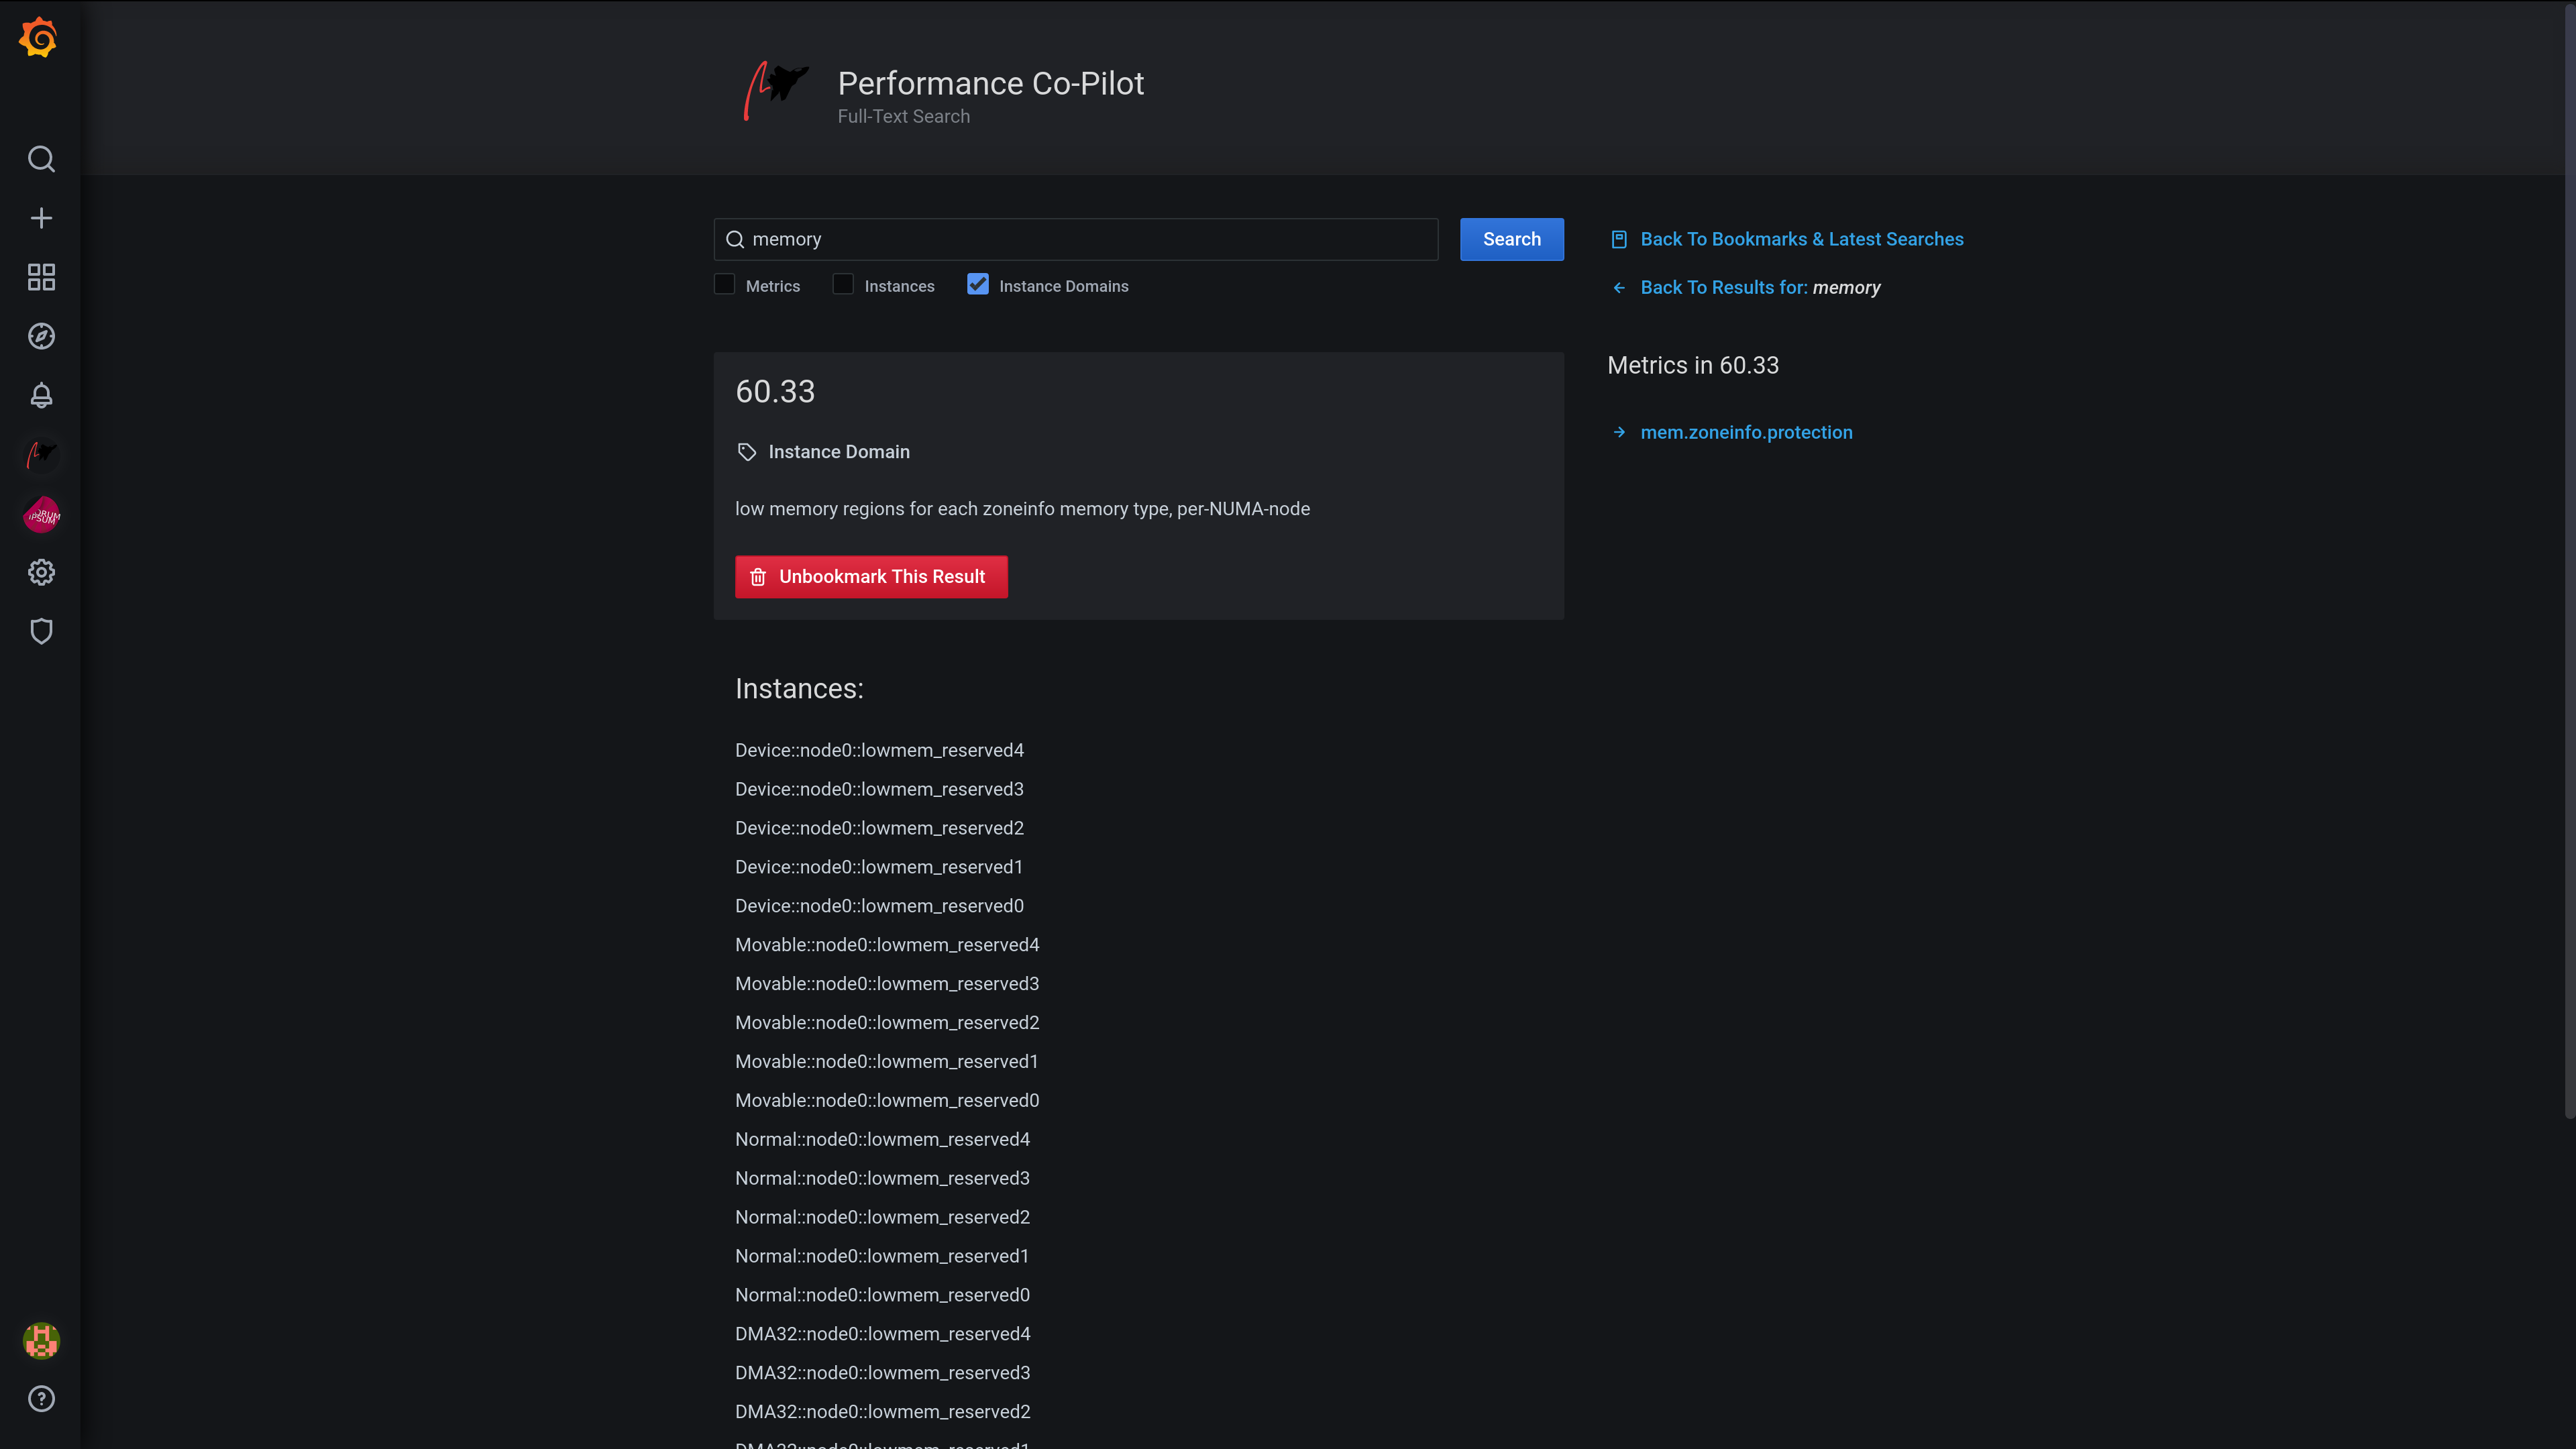 Performance Co-Pilot
Full-Text Search
memory
Search
Metrics
Instances
Instance Domains
Back To Bookmarks & Latest Searches
Back To Results for: memory
60.33
Instance Domain
low memory regions for each zoneinfo memory type, per-NUMA-node
Unbookmark This Result
Metrics in 60.33
mem.zoneinfo.protection
Instances:
Device::node0::lowmem_reserved4
Device::node0::lowmem_reserved3
Device::node0::lowmem_reserved2
Device::node0::lowmem_reserved1
Device::node0::lowmem_reserved0
Movable::node0::lowmem_reserved4
Movable::node0::lowmem_reserved3
Movable::node0::lowmem_reserved2
Movable::node0::lowmem_reserved1
Movable::node0::lowmem_reserved0
Normal::node0::lowmem_reserved4
Normal::node0::lowmem_reserved3
Normal::node0::lowmem_reserved2
Normal::node0::lowmem_reserved1
Normal::node0::lowmem_reserved0
DMA32::node0::lowmem_reserved4
DMA32::node0::lowmem_reserved3
DMA32::node0::lowmem_reserved2